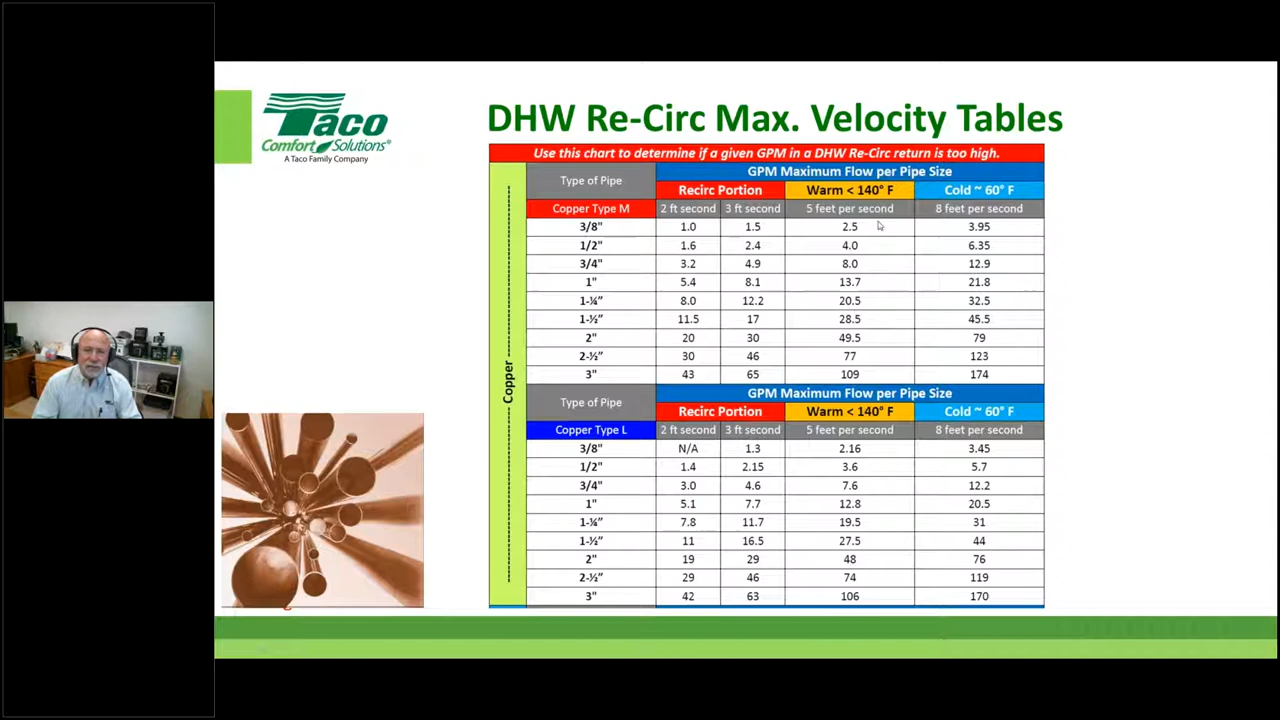 Taco
Comfort Solutions®
A Taco Family Company
DHW Re-Circ Max. Velocity Tables
Use this chart to determine if a given GPM in a DHW Re-Circ return is too high.
Copper
Type of Pipe GPM Maximum Flow per Pipe Size
Recirc Portion Warm < 140° F Cold ~ 60° F
Copper Type M 2 ft second 3 ft second 5 feet per second 8 feet per second
3/8" 1.0 1.5 2.5 3.95
1/2" 1.6 2.4 4.0 6.35
3/4" 3.2 4.9 8.0 12.9
1" 5.4 8.1 13.7 21.8
1-¼" 8.0 12.2 20.5 32.5
1-½" 11.5 17 28.5 45.5
2" 20 30 49.5 79
2-½" 30 46 77 123
3" 43 65 109 174
Type of Pipe GPM Maximum Flow per Pipe Size
Recirc Portion Warm < 140° F Cold ~ 60° F
Copper Type L 2 ft second 3 ft second 5 feet per second 8 feet per second
3/8" N/A 1.3 2.16 3.45
1/2" 1.4 2.15 3.6 5.7
3/4" 3.0 4.6 7.6 12.2
1" 5.1 7.7 12.8 20.5
1-¼" 7.8 11.7 19.5 31
1-½" 11 16.5 27.5 44
2" 19 29 48 76
2-½" 29 46 74 119
3" 42 63 106 170